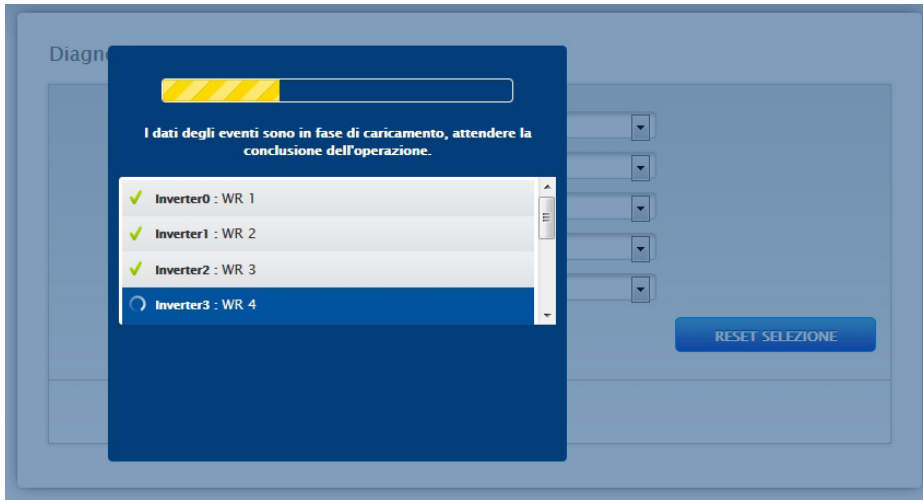 Diagn
I dati degli eventi sono in fase di caricamento, attendere la
conclusione dell'operazione.
Inverter0 : WR 1
Inverter1 : WR 2
Inverter2 : WR 3
Inverter3 : WR 4
RESET SELEZIONE